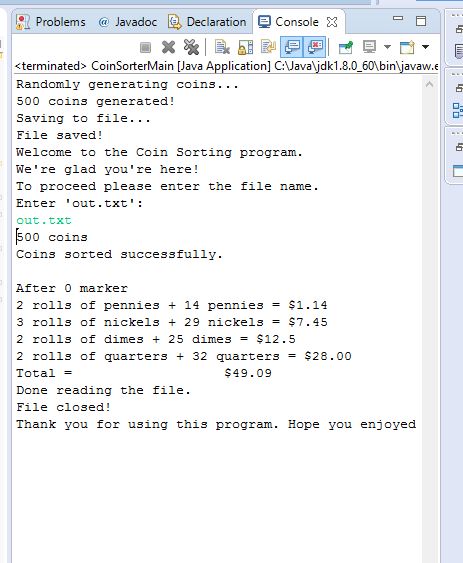 Problems @ Javadoc Declaration Console
<terminated> CoinSorterMain [Java Application] C:\Java\jdk1.8.0_60\bin\javaw.e
Randomly generating coins...
500 coins generated!
Saving to file...
File saved!
Welcome to the Coin Sorting program.
We're glad you're here!
To proceed please enter the file name.
Enter 'out.txt':
out.txt
500 coins
Coins sorted successfully.
After 0 marker
2 rolls of pennies + 14 pennies = $1.14
3 rolls of nickels + 29 nickels = $7.45
2 rolls of dimes + 25 dimes = $12.5
2 rolls of quarters + 32 quarters = $28.00
Total = $49.09
Done reading the file.
File closed!
Thank you for using this program. Hope you enjoyed